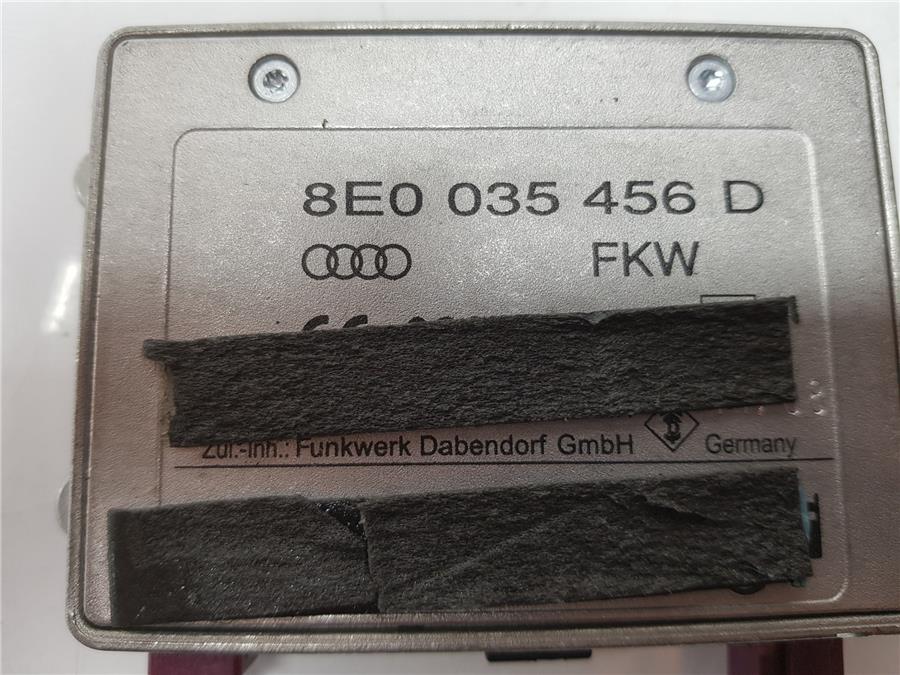 8E0 035 456 D
FKW
Zul.-Inh.: Funkwerk Dabendorf GmbH Germany